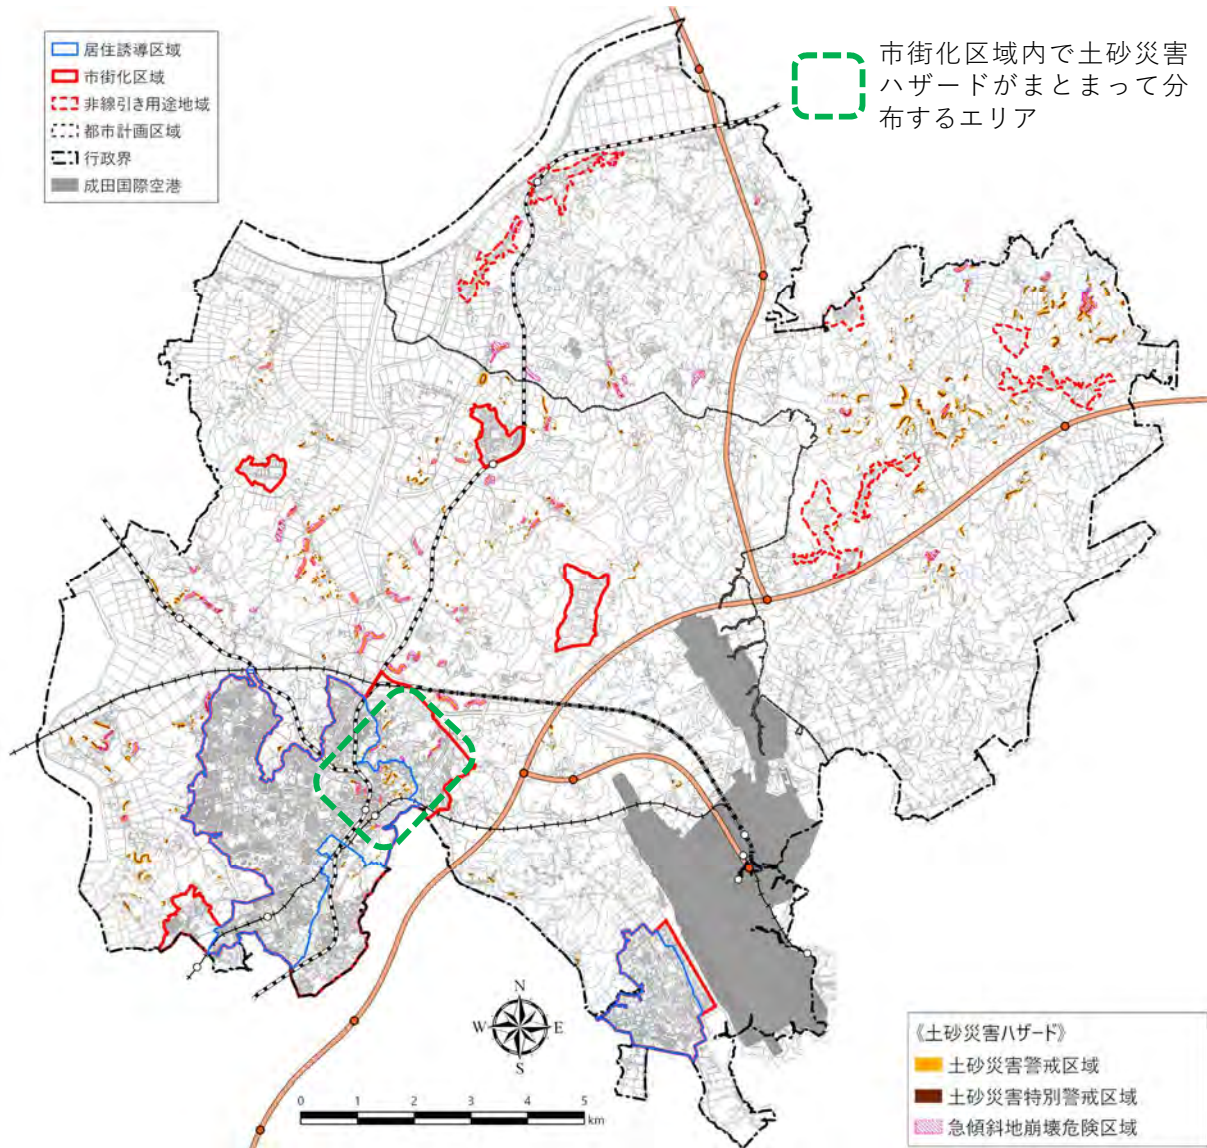 居住誘導区域
市街化区域
非線引き用途地域
都市計画区域
行政界
成田国際空港
市街化区域内で土砂災害
ハザードがまとまって分
布するエリア
N
W
E
S
0 1 2 3 4 5
km
《土砂災害ハザード》
土砂災害警戒区域
土砂災害特別警戒区域
急傾斜地崩壊危険区域